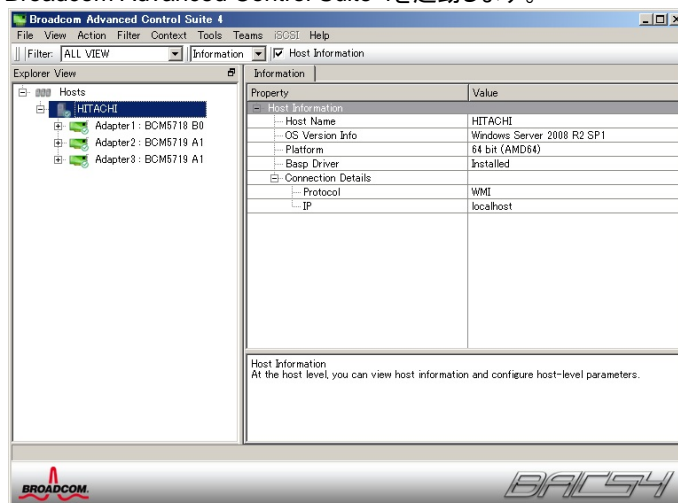 Broadcom Advanced Control Suite 4を起動します。
Broadcom Advanced Control Suite 4
File View Action Filter Context Tools Teams iSCSI Help
Filter: ALL VIEW Information Host Information
Explorer View
Information
Hosts
HITACHI
Adapter1 : BCM5718 B0
Adapter2 : BCM5719 A1
Adapter3 : BCM5719 A1
Property Value
Host Information
Host Name HITACHI
OS Version Info Windows Server 2008 R2 SP1
Platform 64 bit (AMD64)
Basp Driver Installed
Connection Details
Protocol WMI
IP localhost
Host Information
At the host level, you can view host information and configure host-level parameters.
BROADCOM.
BACS4